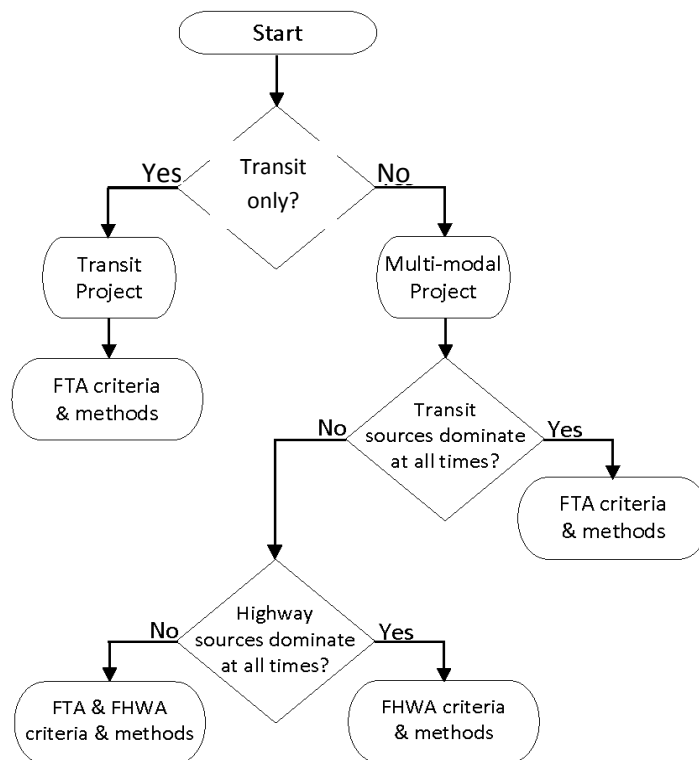 Start
Transit
only?
Yes
No
Transit
Project
Multi-modal
Project
FTA criteria
& methods
Transit
sources dominate
at all times?
No
Yes
FTA criteria
& methods
Highway
sources dominate
at all times?
No
Yes
FTA & FHWA
criteria & methods
FHWA criteria
& methods